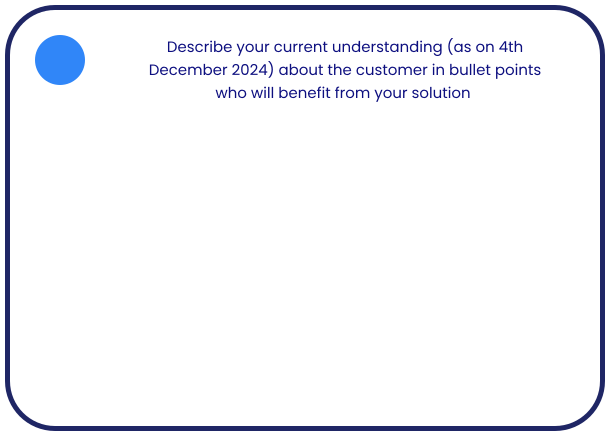 Describe your current understanding (as on 4th
December 2024) about the customer in bullet points
who will benefit from your solution